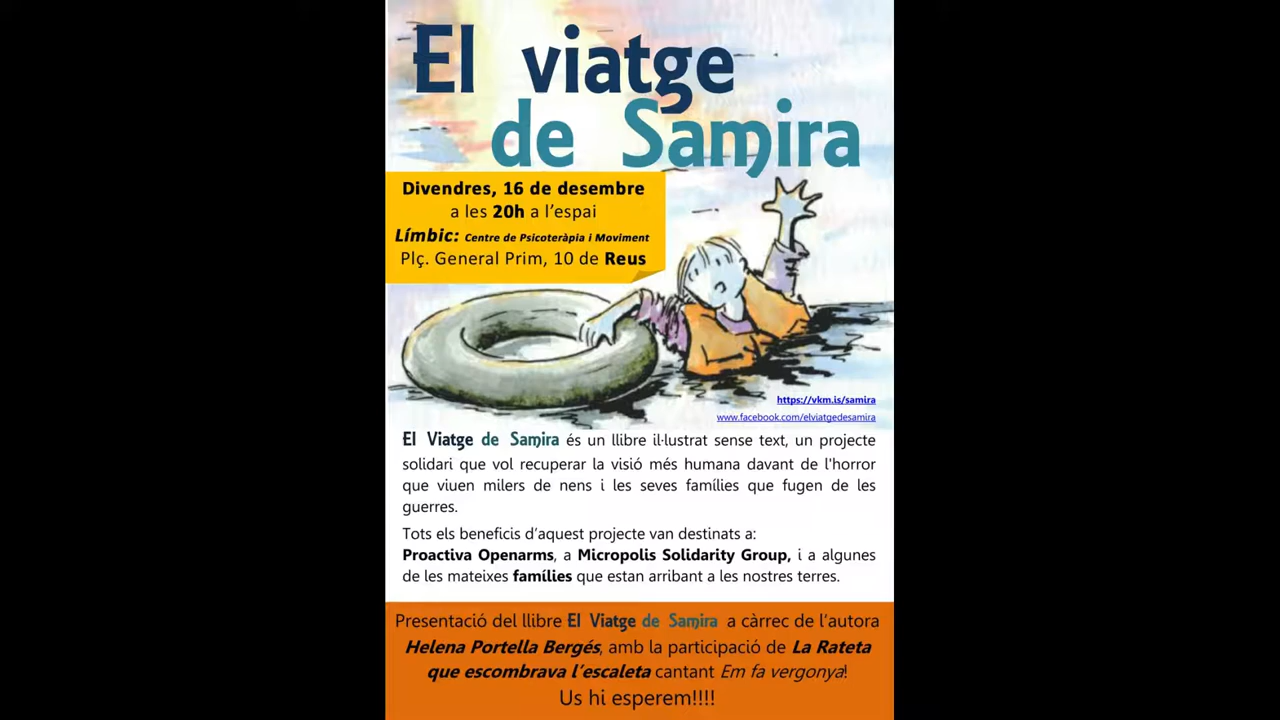 El viatge
de Samira
Divendres, 16 de desembre
a les 20h a l’espai
Límbic: Centre de Psicoteràpia i Moviment
Plç. General Prim, 10 de Reus
https://vkm.is/samira
www.facebook.com/elviatgedesamira
El Viatge de Samira és un llibre il·lustrat sense text, un projecte
solidari que vol recuperar la visió més humana davant de l'horror
que viuen milers de nens i les seves famílies que fugen de les
guerres.
Tots els beneficis d’aquest projecte van destinats a:
Proactiva Openarms, a Micropolis Solidarity Group, i a algunes
de les mateixes famílies que estan arribant a les nostres terres.
Presentació del llibre El Viatge de Samira a càrrec de l’autora
Helena Portella Bergés, amb la participació de La Rateta
que escombrava l’escaleta cantant Em fa vergonya!
Us hi esperem!!!!